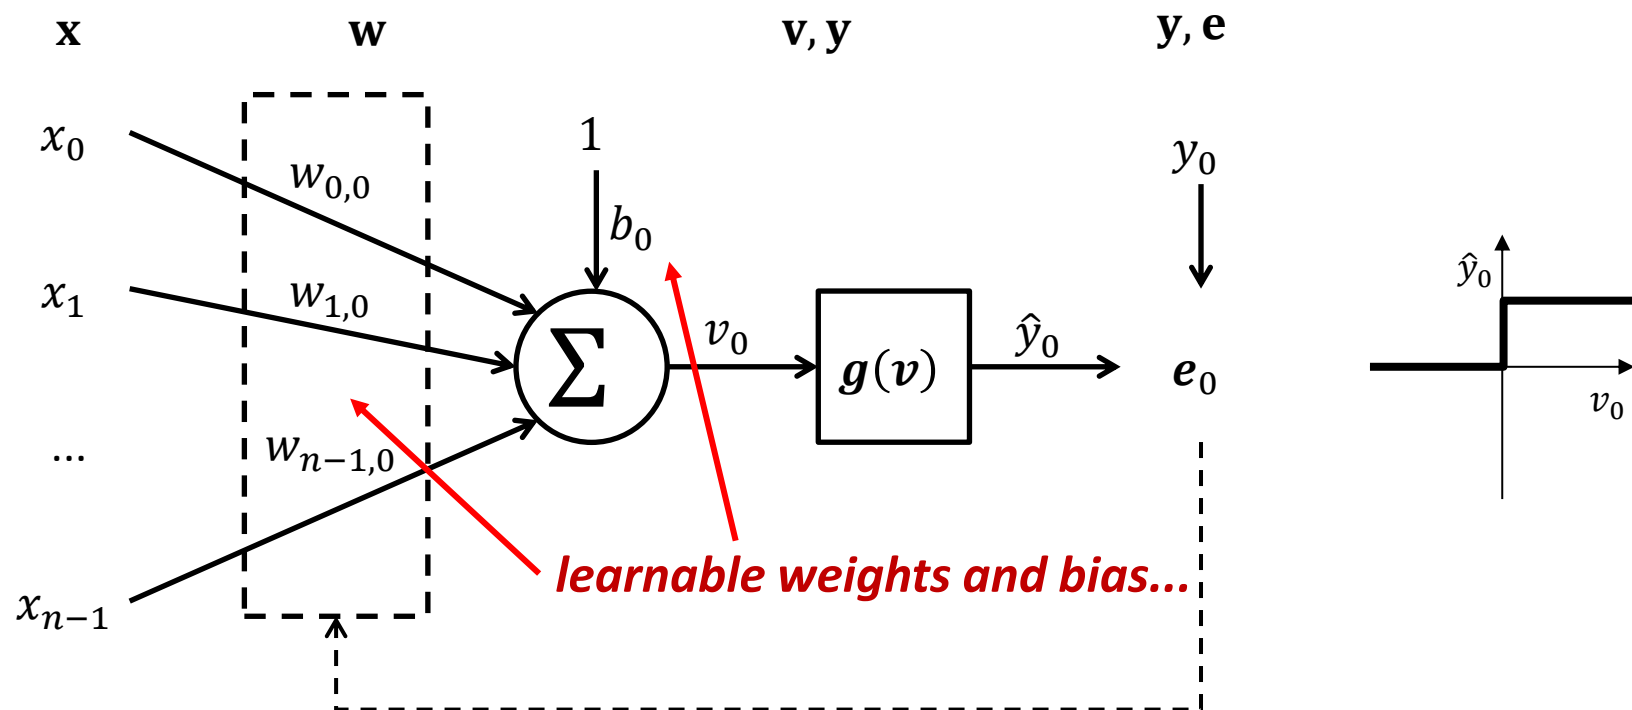 x w v, y y, e
x₀ w₀,₀ 1 y₀
b₀
x₁ w₁,₀ ŷ₀
Σ v₀ g(v) ŷ₀ e₀ v₀
... wₙ₋₁,₀
learnable weights and bias...
xₙ₋₁